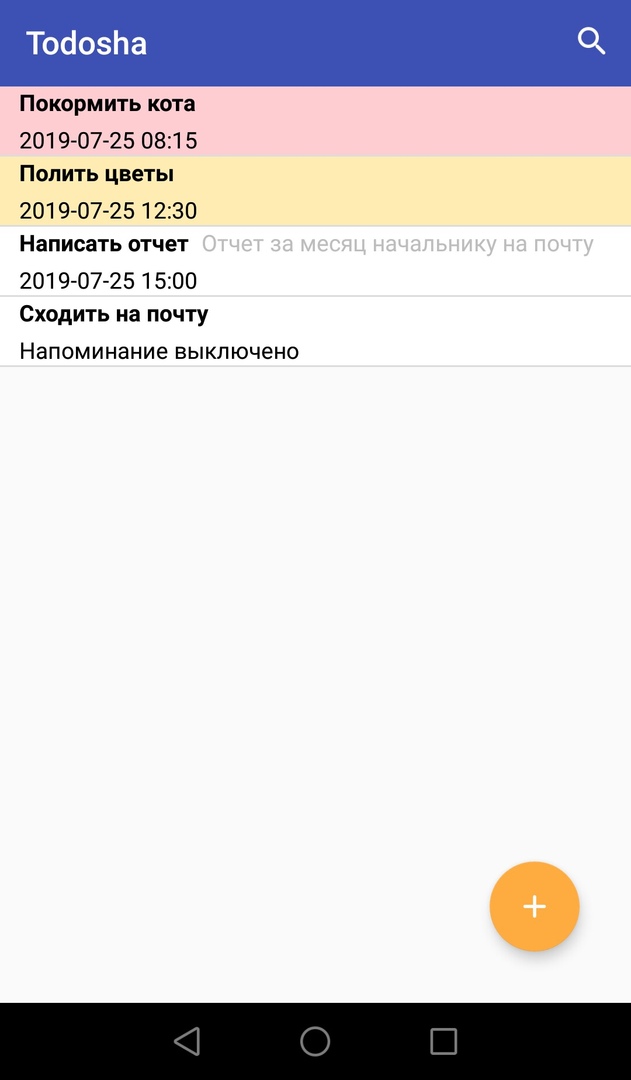 Todosha
Покормить кота
2019-07-25 08:15
Полить цветы
2019-07-25 12:30
Написать отчет Отчет за месяц начальнику на почту
2019-07-25 15:00
Сходить на почту
Напоминание выключено